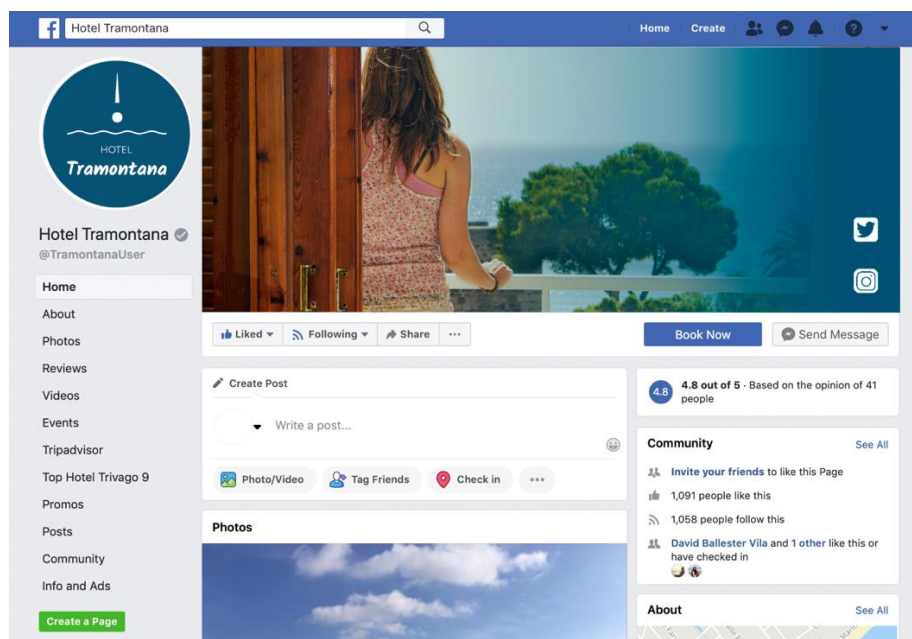 Hotel Tramontana
Home Create
HOTEL
Tramontana
Hotel Tramontana
@TramontanaUser
Home
About
Photos
Reviews
Videos
Events
Tripadvisor
Top Hotel Trivago 9
Promos
Posts
Community
Info and Ads
Create a Page
Liked Following Share ...
Book Now Send Message
Create Post
Write a post...
Photo/Video Tag Friends Check in ...
Photos
4.8
4.8 out of 5 · Based on the opinion of 41
people
Community See All
Invite your friends to like this Page
1,091 people like this
1,058 people follow this
David Ballester Vila and 1 other like this or
have checked in
About See All